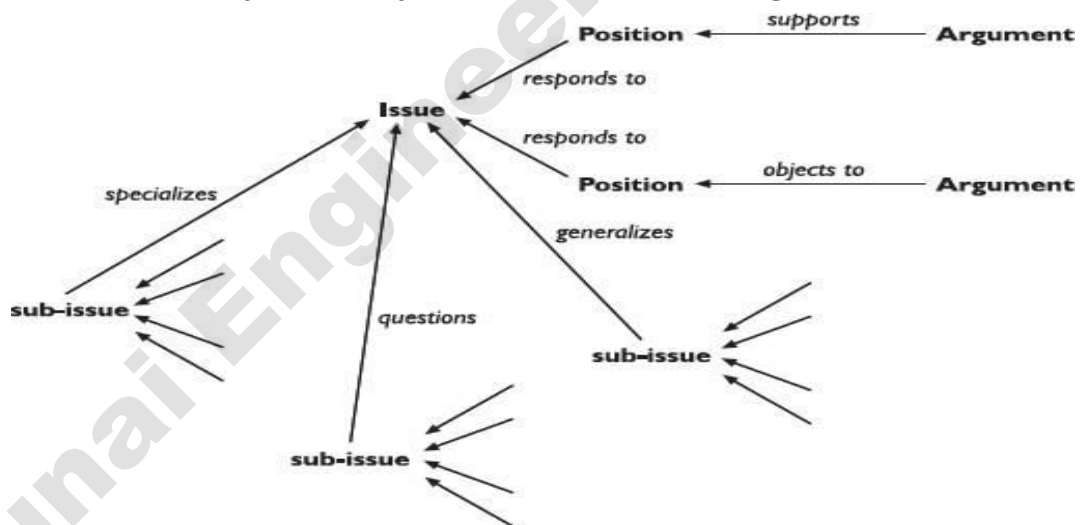 supports
Position
Argument
responds to
Issue
responds to
objects to
Position
Argument
specializes
generalizes
sub-issue
questions
sub-issue
sub-issue